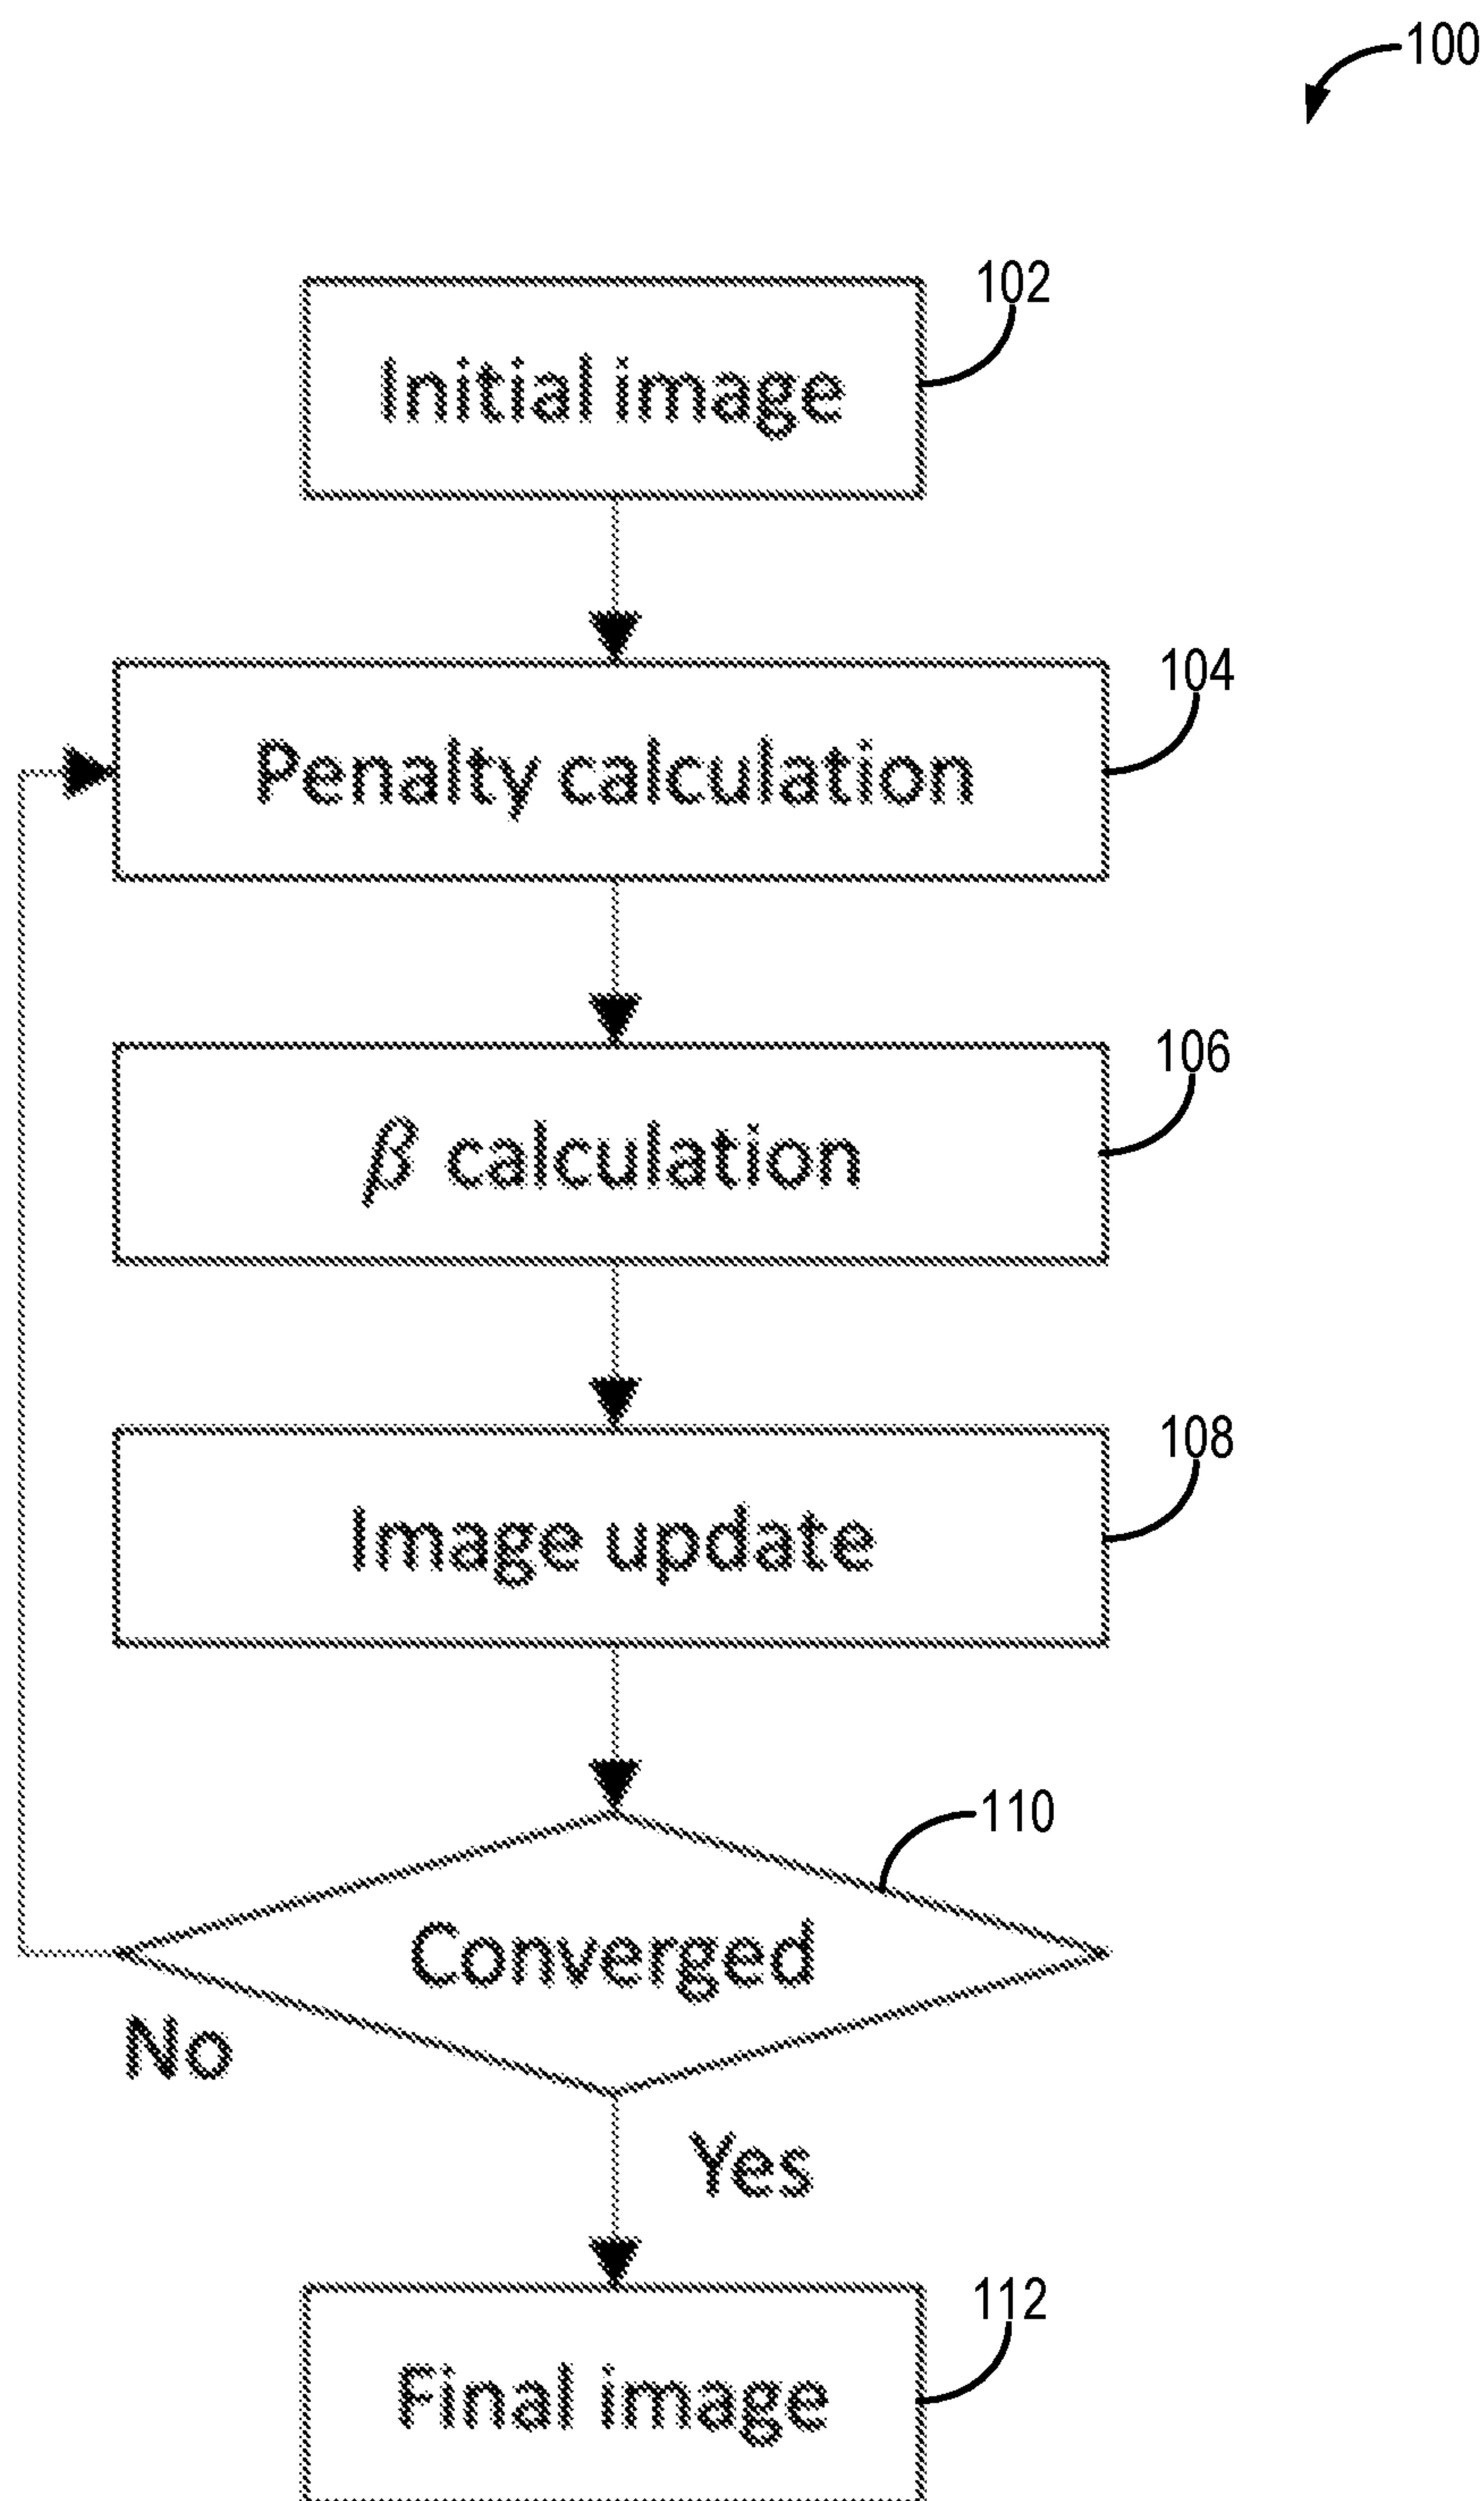 100
102
Initial image
104
Penalty calculation
106
β calculation
108
Image update
110
Converged
No
Yes
112
Final image